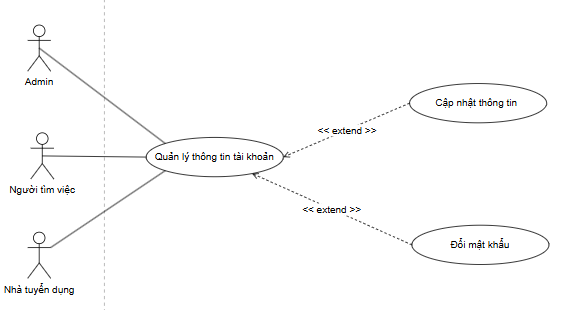 Admin
Cập nhật thông tin
<< extend >>
Quản lý thông tin tài khoản
Người tìm việc
<< extend >>
Đổi mật khẩu
Nhà tuyển dụng